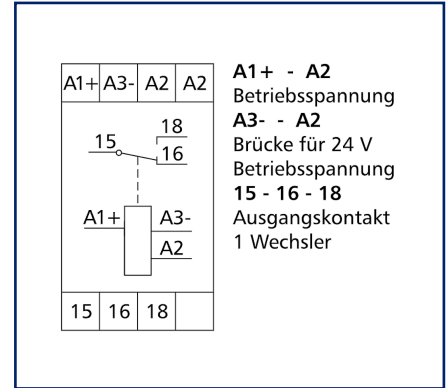 A1+ A3- A2 A2
18
15
16
A1+ A3-
A2
15 16 18
A1+ - A2
Betriebsspannung
A3- - A2
Brücke für 24 V
Betriebsspannung
15 - 16 - 18
Ausgangskontakt
1 Wechsler